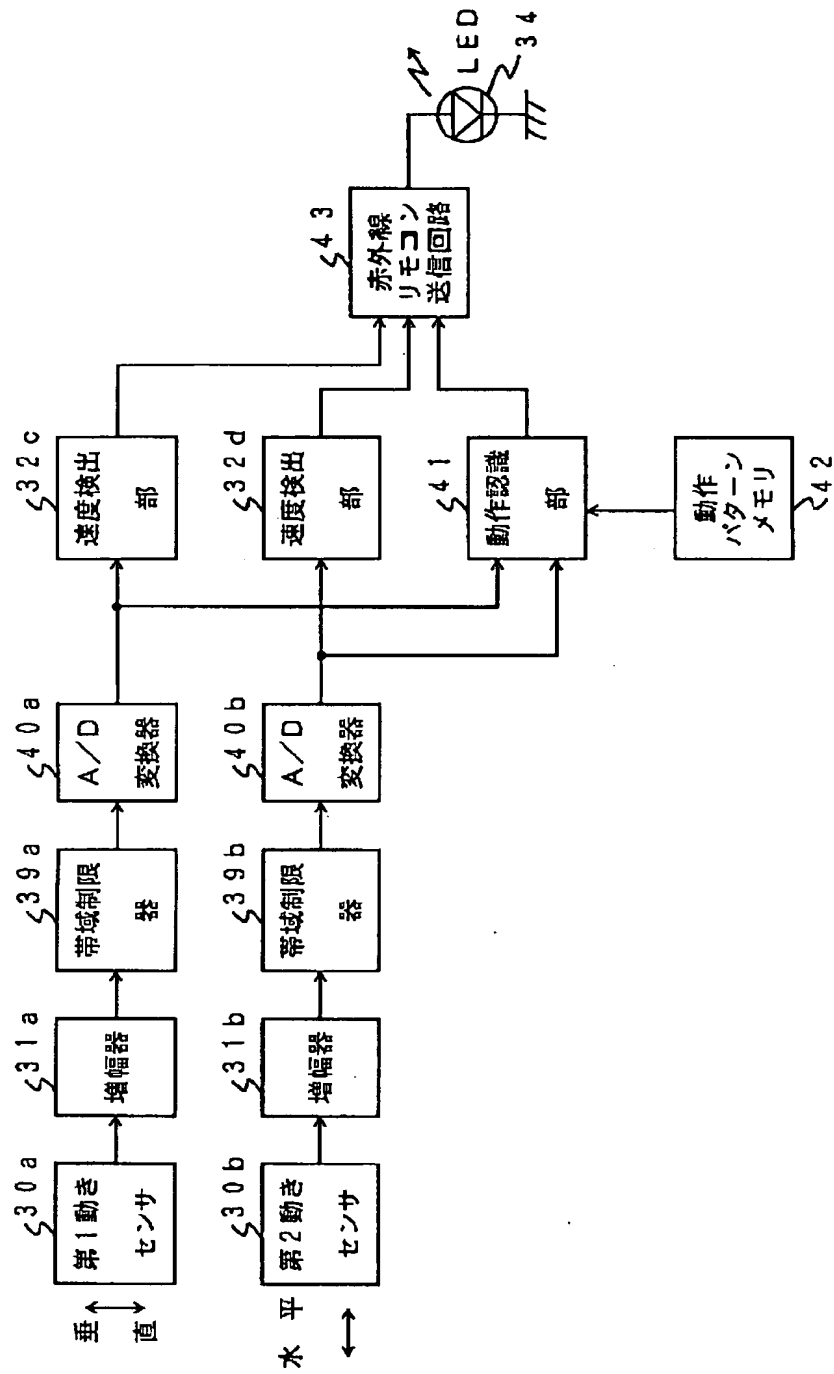 垂
直
30a
第1動き
センサ
31a
増幅器
39a
帯域制限
器
40a
A/D
変換器
32c
速度検出
部
水平
30b
第2動き
センサ
31b
増幅器
39b
帯域制限
器
40b
A/D
変換器
32d
速度検出
部
41
動作認識
部
動作
パターン
メモリ
42
43
赤外線
リモコン
送信回路
LED
34